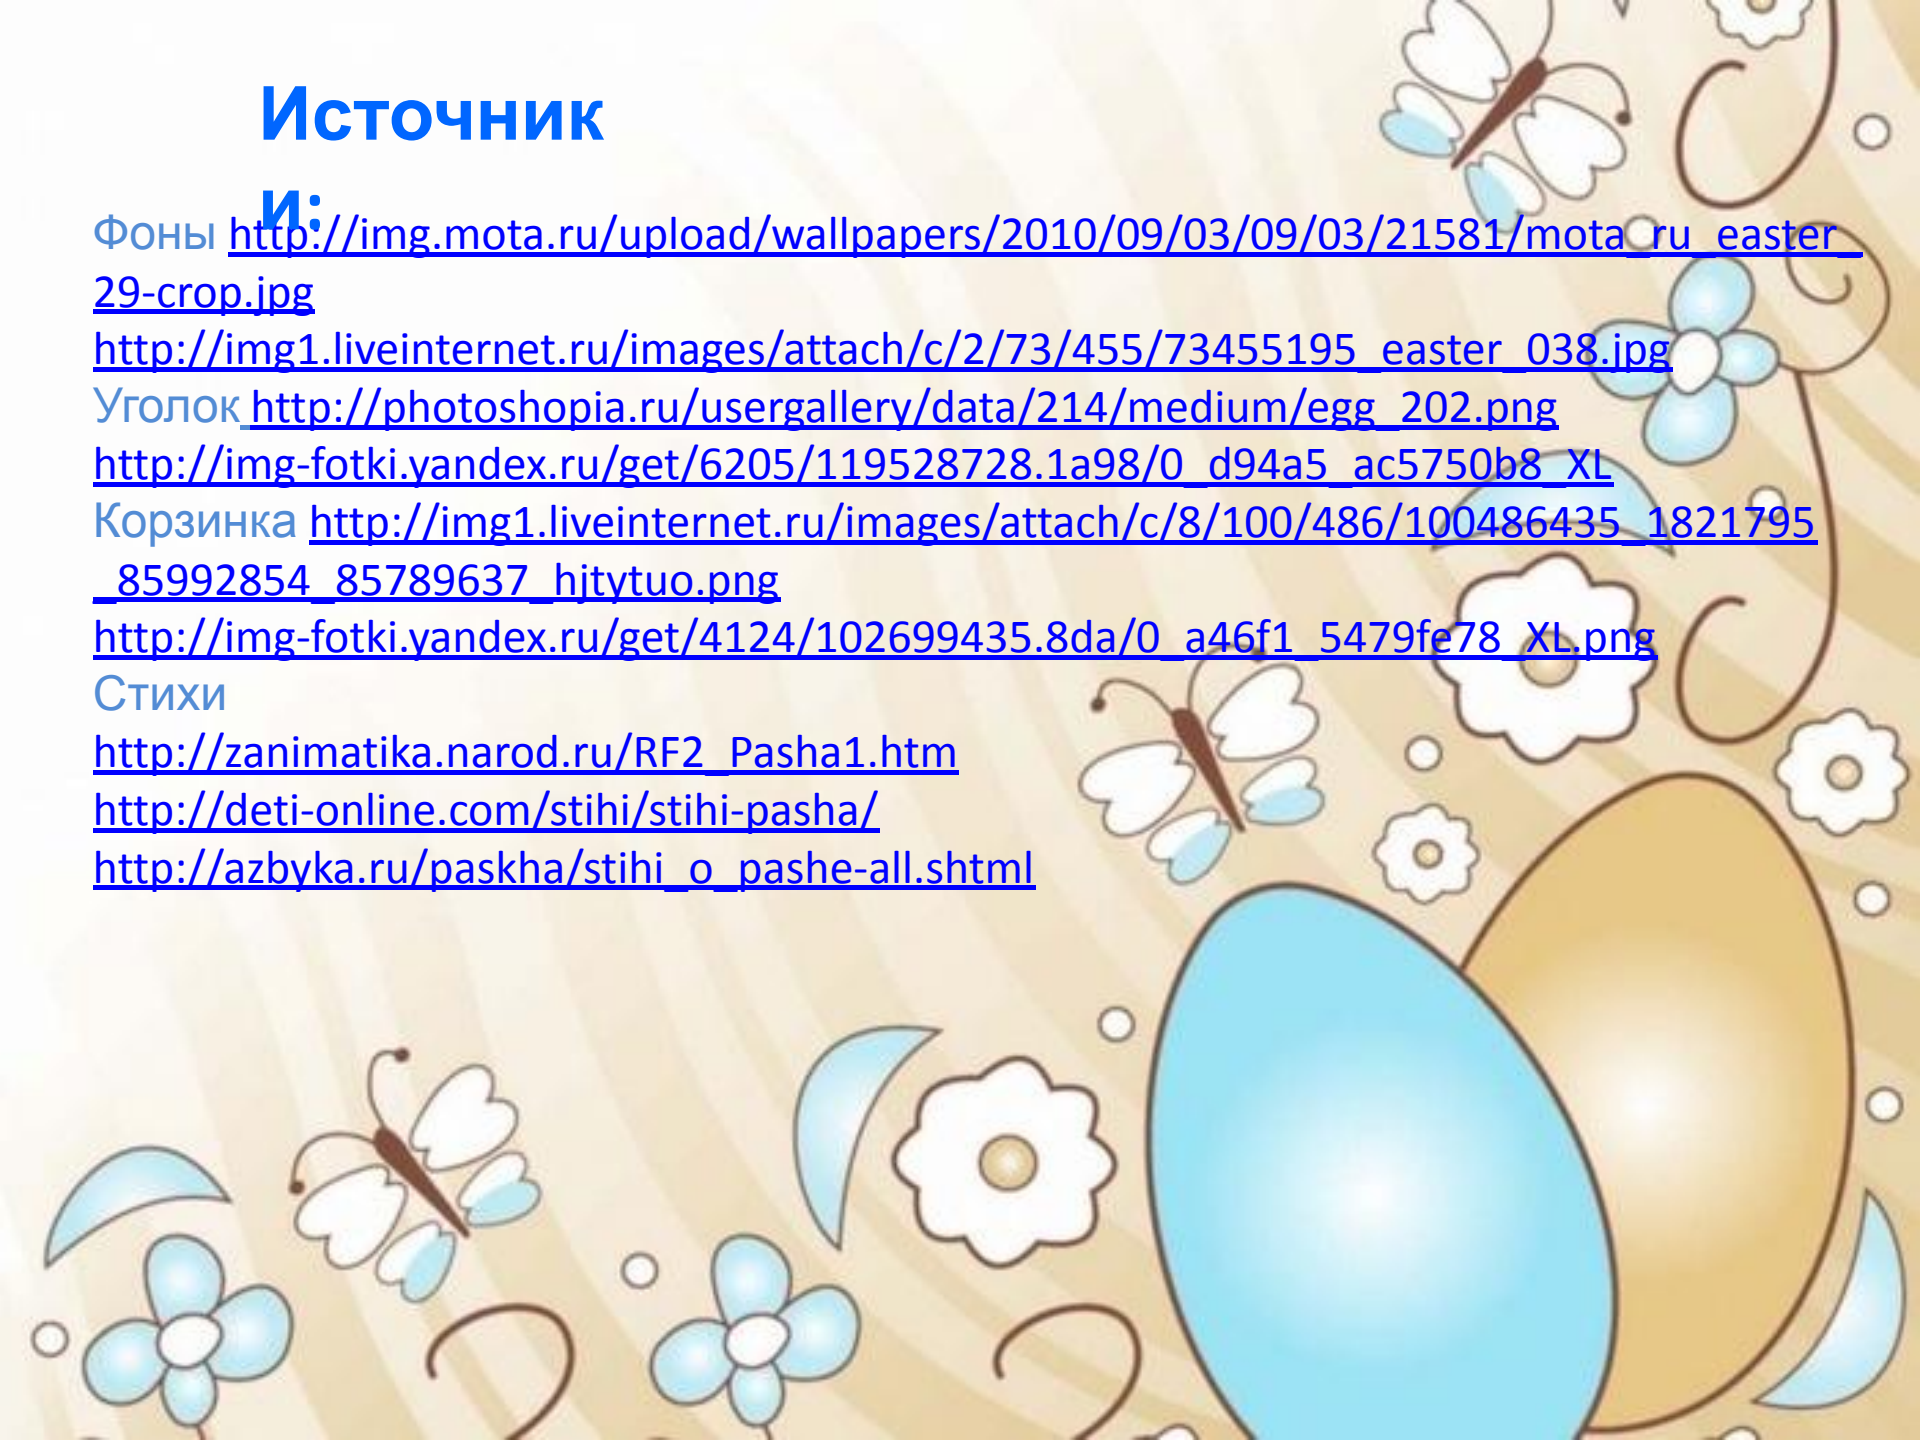 Источник
и:
Фоны http://img.mota.ru/upload/wallpapers/2010/09/03/09/03/21581/mota_ru_easter_
29-crop.jpg
http://img1.liveinternet.ru/images/attach/c/2/73/455/73455195_easter_038.jpg
Уголок http://photoshopia.ru/usergallery/data/214/medium/egg_202.png
http://img-fotki.yandex.ru/get/6205/119528728.1a98/0_d94a5_ac5750b8_XL
Корзинка http://img1.liveinternet.ru/images/attach/c/8/100/486/100486435_1821795
_85992854_85789637_hjtytuo.png
http://img-fotki.yandex.ru/get/4124/102699435.8da/0_a46f1_5479fe78_XL.png
Стихи
http://zanimatika.narod.ru/RF2_Pasha1.htm
http://deti-online.com/stihi/stihi-pasha/
http://azbyka.ru/paskha/stihi_o_pashe-all.shtml